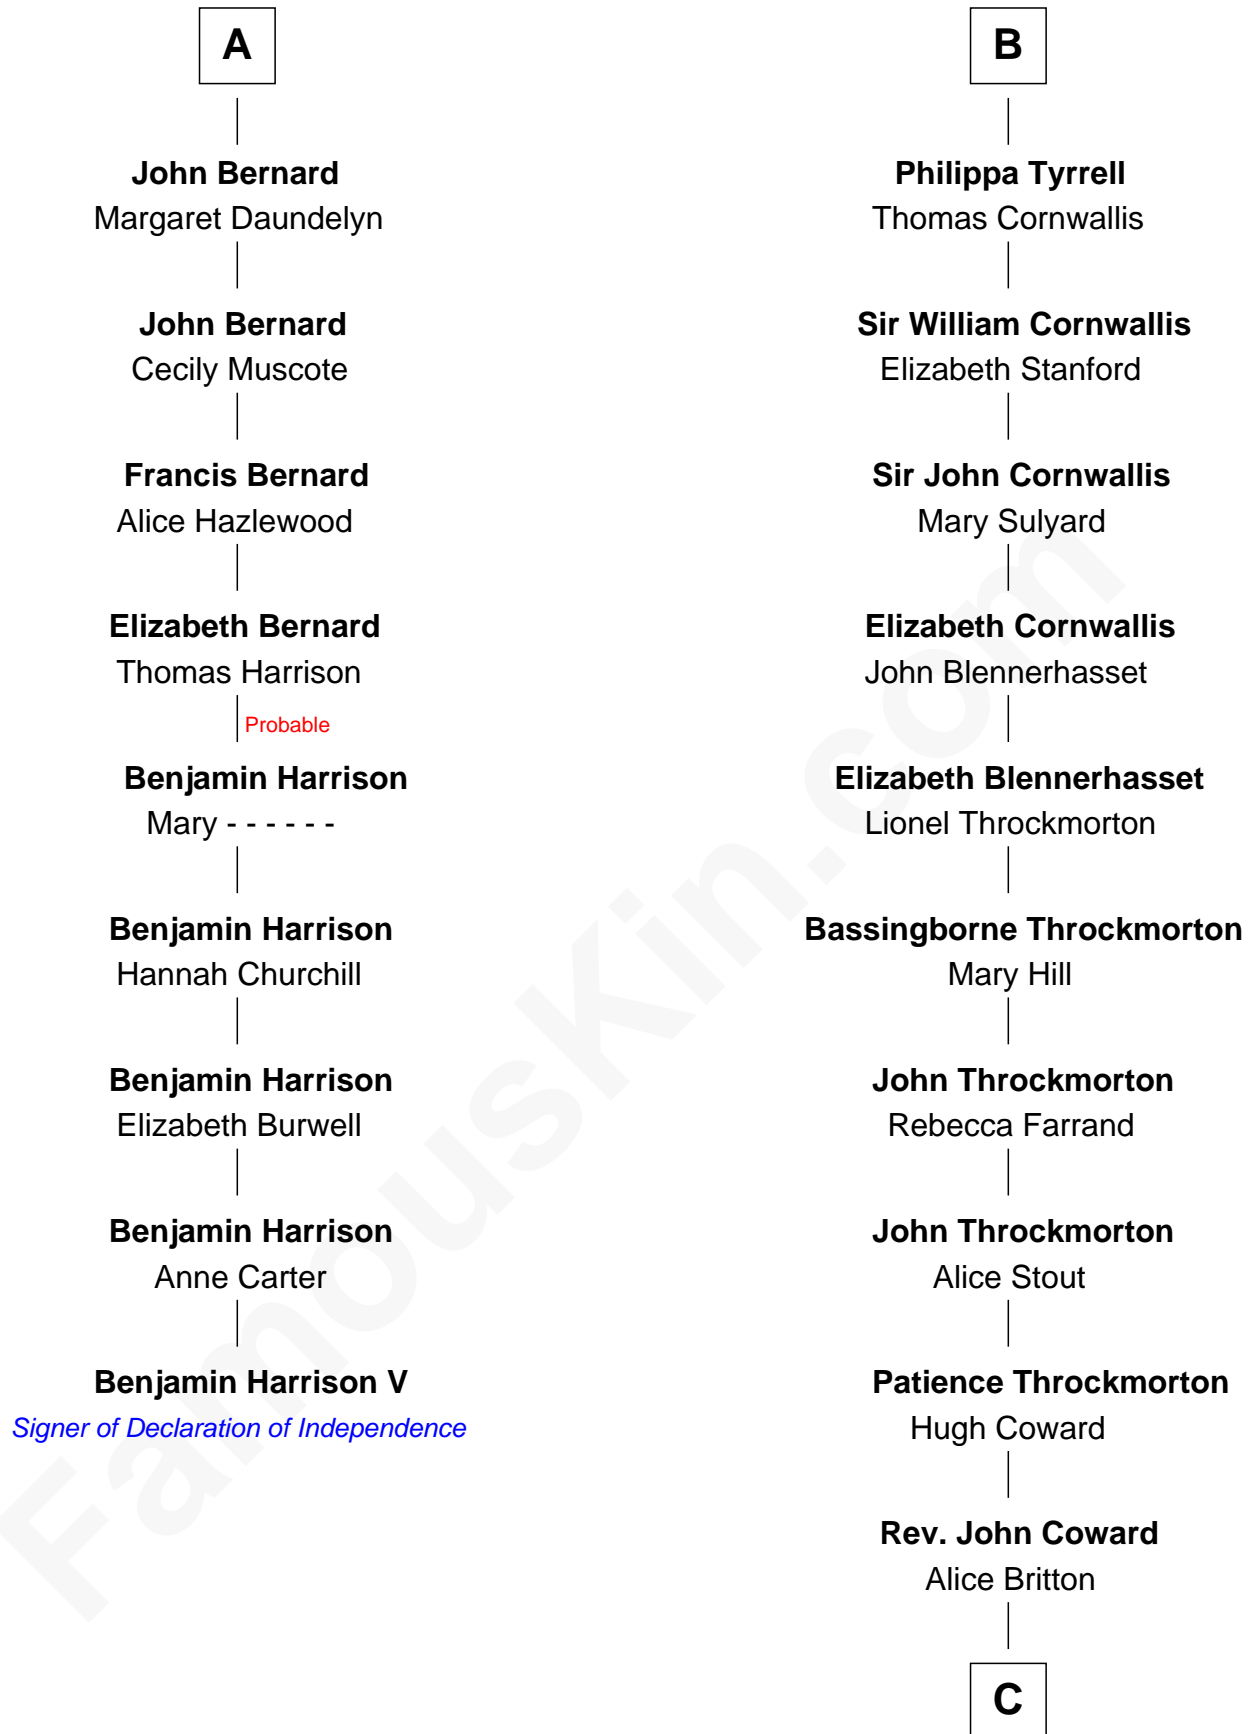 A
John Bernard
Margaret Daundelyn
John Bernard
Cecily Muscote
Francis Bernard
Alice Hazlewood
Elizabeth Bernard
Thomas Harrison
Probable
Benjamin Harrison
Mary - - - - - -
Benjamin Harrison
Hannah Churchill
Benjamin Harrison
Elizabeth Burwell
Benjamin Harrison
Anne Carter
Benjamin Harrison V
Signer of Declaration of Independence
B
Philippa Tyrrell
Thomas Cornwallis
Sir William Cornwallis
Elizabeth Stanford
Sir John Cornwallis
Mary Sulyard
Elizabeth Cornwallis
John Blennerhasset
Elizabeth Blennerhasset
Lionel Throckmorton
Bassingborne Throckmorton
Mary Hill
John Throckmorton
Rebecca Farrand
John Throckmorton
Alice Stout
Patience Throckmorton
Hugh Coward
Rev. John Coward
Alice Britton
C
FamousKin.com